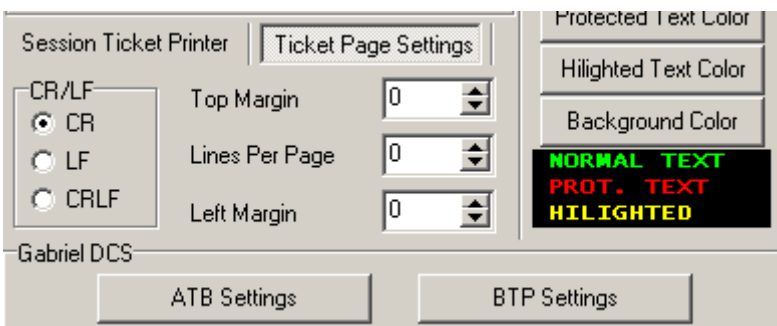 Session Ticket Printer
Ticket Page Settings
CR/LF
CR
LF
CRLF
Top Margin
0
Lines Per Page
0
Left Margin
0
Protected Text Color
Hilighted Text Color
Background Color
NORMAL TEXT
PROT. TEXT
HILIGHTED
Gabriel DCS
ATB Settings
BTP Settings